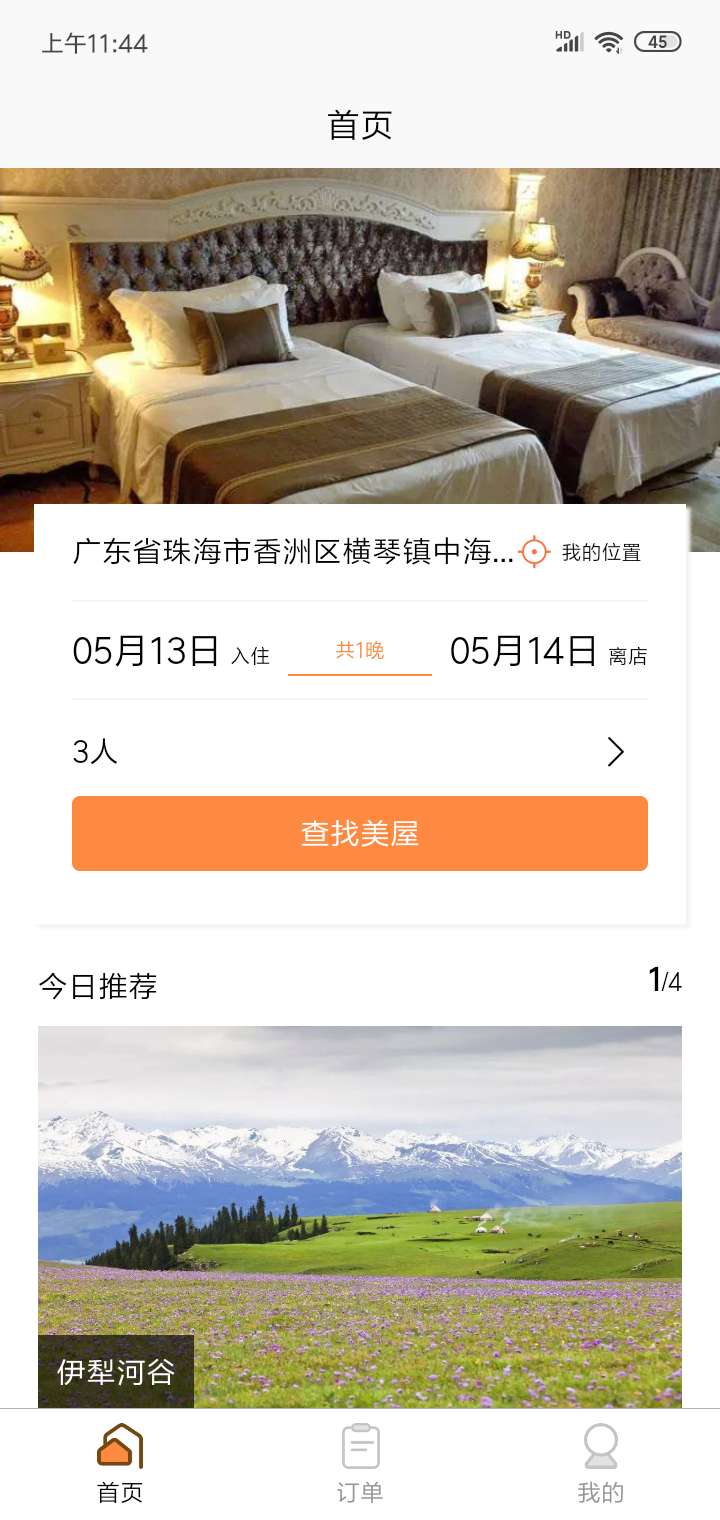 上午11:44
HD
45
首页
广东省珠海市香洲区横琴镇中海...
我的位置
05月13日 入住
共1晚
05月14日 离店
3人
查找美屋
今日推荐
1/4
伊犁河谷
首页
订单
我的